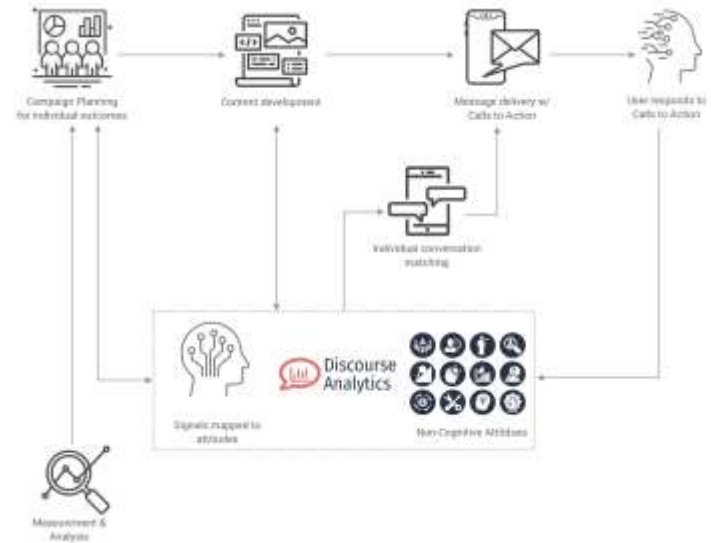 Campaign Planning
for individual outcomes
Content development
Message delivery w/
Calls to Action
User responds to
Calls to Action
Individual conversation
matching
Discourse
Analytics
Signals mapped to
attitudes
Non-Cognitive Attitudes
Measurement &
Analysis